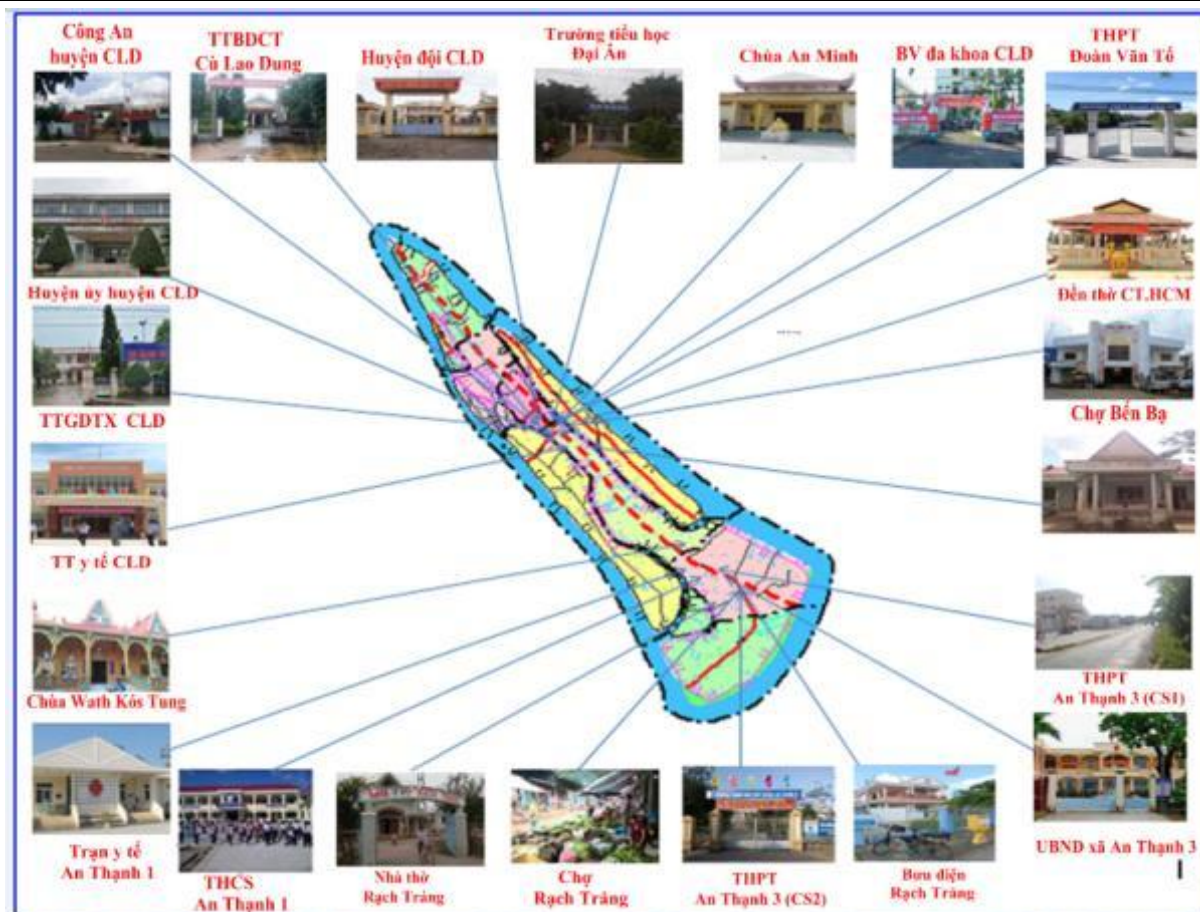 Công An
huyện CLD
TTBDCT
Cù Lao Dung
Huyện đội CLD
Trường tiểu học
Đại Ân
Chùa An Minh
BV đa khoa CLD
THPT
Đoàn Văn Tố
Huyện ủy huyện CLD
Đền thờ CT.HCM
TTGDTX CLD
Chợ Bến Bạ
TT y tế CLD
Chùa Wath Kós Tung
THPT
An Thạnh 3 (CS1)
Trạn y tế
An Thạnh 1
THCS
An Thạnh 1
Nhà thờ
Rạch Tráng
Chợ
Rạch Tráng
THPT
An Thạnh 3 (CS2)
Bưu điện
Rạch Tráng
UBND xã An Thạnh 3